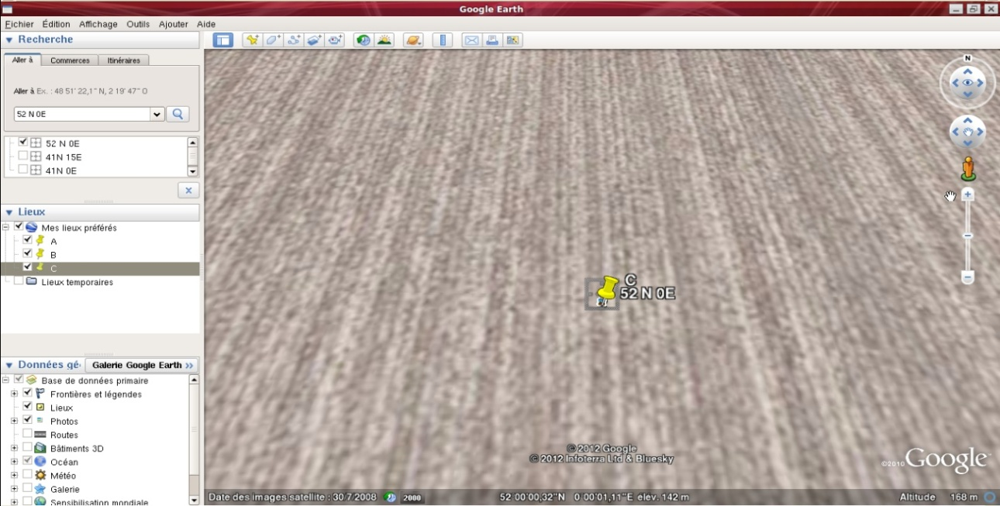 Google Earth
Fichier Édition Affichage Outils Ajouter Aide
Recherche
Aller à Commerces Itinéraires
Aller à Ex. : 48 51' 22,1" N, 2 19' 47" O
52 N 0E
52 N 0E
41N 15E
41N 0E
Lieux
Mes lieux préférés
A
B
C
Lieux temporaires
Données gé
Galerie Google Earth >>
Base de données primaire
Frontières et légendes
Lieux
Photos
Routes
Bâtiments 3D
Océan
Météo
Galerie
Sensibilisation mondiale
N
C
52 N 0E
©2012 Google
© 2012 Infoterra Ltd & Bluesky
©2010 Google
Date des images satellite : 30/7/2008 2000 52 00'00,32"N 0 00'01,11"E élév. 142 m Altitude 168 m